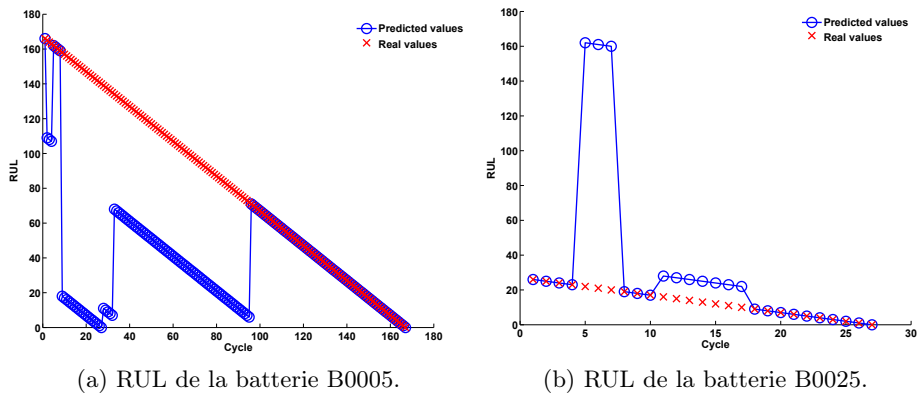 180
160
140
120
100
80
60
40
20
0
RUL
0 20 40 60 80 100 120 140 160 180
Cycle
Predicted values
Real values
(a) RUL de la batterie B0005.
180
160
140
120
100
80
60
40
20
0
RUL
0 5 10 15 20 25 30
Cycle
Predicted values
Real values
(b) RUL de la batterie B0025.